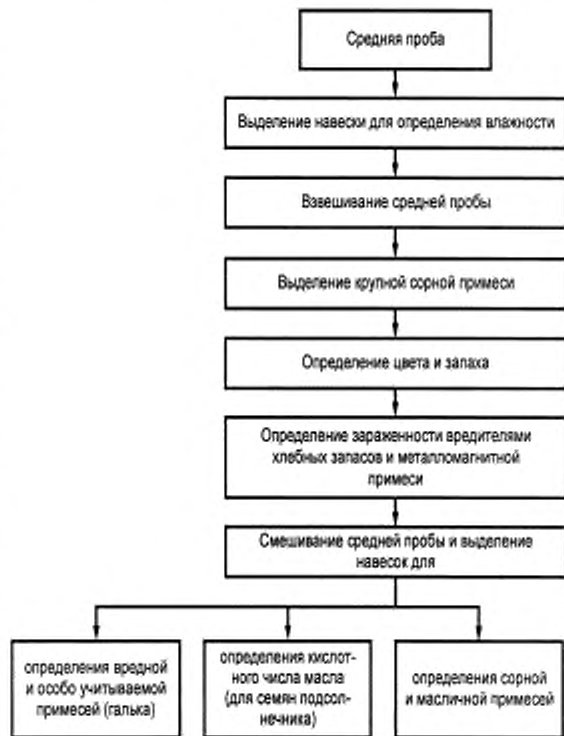 Средняя проба
Выделение навески для определения влажности
Взвешивание средней пробы
Выделение крупной сорной примеси
Определение цвета и запаха
Определение зараженности вредителями
хлебных запасов и металломагнитной
примеси
Смешивание средней пробы и выделение
навесок для
определения вредной
и особо учитываемой
примесей (галька)
определения кислот-
ного числа масла
(для семян подсол-
нечника)
определения сорной
и масличной примесей